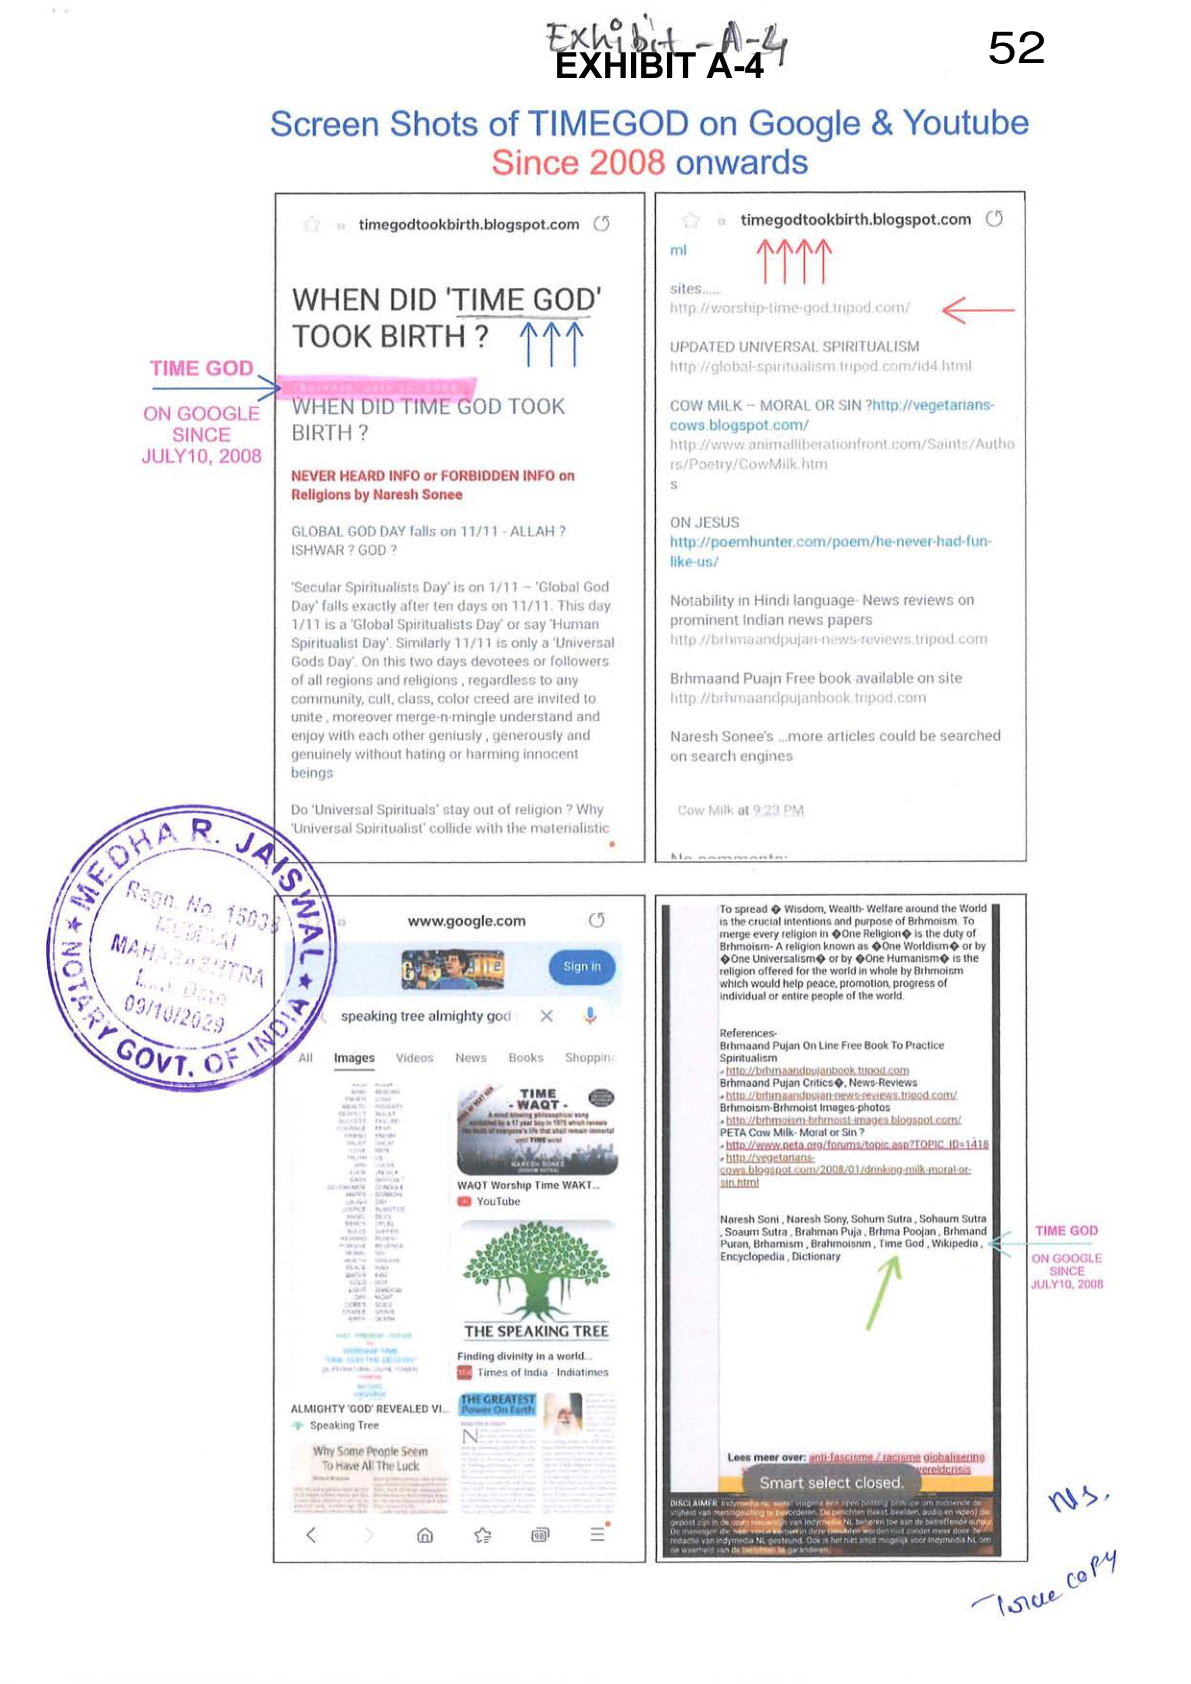 Exhibit - A-4
EXHIBIT A-4
52
Screen Shots of TIMEGOD on Google & Youtube
Since 2008 onwards
timegodtookbirth.blogspot.com
WHEN DID 'TIME GOD'
TOOK BIRTH ?
TIME GOD
ON GOOGLE
SINCE
JULY10, 2008
WHEN DID TIME GOD TOOK
BIRTH ?
NEVER HEARD INFO or FORBIDDEN INFO on
Religions by Naresh Sonee
GLOBAL GOD DAY falls on 11/11 - ALLAH ?
ISHWAR ? GOD ?
'Secular Spiritualists Day' is on 1/11 – 'Global God
Day' falls exactly after ten days on 11/11. This day
1/11 is a 'Global Spiritualists Day' or say 'Human
Spiritualist Day'. Similarly 11/11 is only a 'Universal
Gods Day'. On this two days devotees or followers
of all regions and religions , regardless to any
community, cult, class, color creed are invited to
unite , moreover merge-n-mingle understand and
enjoy with each other geniusly , generously and
genuinely without hating or harming innocent
beings
Do 'Universal Spirituals' stay out of religion ? Why
'Universal Spiritualist' collide with the materialistic
timegodtookbirth.blogspot.com
ml
sites......
http://worship-time-god.tripod.com/
UPDATED UNIVERSAL SPIRITUALISM
http://global-spiritualism.tripod.com/id4.html
COW MILK – MORAL OR SIN ?http://vegetarians-
cows.blogspot.com/
http://www.animalliberationfront.com/Saints/Autho
rs/Poetry/CowMilk.htm
s
ON JESUS
http://poemhunter.com/poem/he-never-had-fun-
like-us/
Notability in Hindi language- News reviews on
prominent Indian news papers
http://brhmaandpujan-news-reviews.tripod.com
Brhmaand Puajn Free book available on site
http://brhmaandpujanbook.tripod.com
Naresh Sonee's ...more articles could be searched
on search engines
Cow Milk at 9:23 PM
No comments:
MEDHA R. JAISWAL
Regn. No. 15038
MUMBAI
MAHARASHTRA
Date
09/10/2029
NOTARY GOVT. OF INDIA
www.google.com
Sign in
speaking tree almighty god
All Images Videos News Books Shopping
TIME
- WAQT -
NARESH SONEE
WAQT Worship Time WAKT...
YouTube
THE SPEAKING TREE
Finding divinity in a world...
Times of India - Indiatimes
ALMIGHTY 'GOD' REVEALED VI...
Speaking Tree
THE GREATEST
Power On Earth
Why Some People Seem
To Have All The Luck
To spread � Wisdom, Wealth- Welfare around the World
is the crucial intentions and purpose of Brhmoism. To
merge every religion in �One Religion� is the duty of
Brhmoism- A religion known as �One Worldism� or by
�One Universalism� or by �One Humanism� is the
religion offered for the world in whole by Brhmoism
which would help peace, promotion, progress of
individual or entire people of the world.
References-
Brhmaand Pujan On Line Free Book To Practice
Spiritualism
- http://brhmaandpujanbook.tripod.com
Brhmaand Pujan Critics�, News-Reviews
- http://brhmaandpujan-news-reviews.tripod.com/
Brhmoism-Brhmoist Images-photos
- http://brhmoism-brhmoist-images.blogspot.com/
PETA Cow Milk- Moral or Sin ?
- http://www.peta.org/forums/topic.asp?TOPIC_ID=1418
- http://vegetarians-
cows.blogspot.com/2008/01/drinking-milk-moral-or-
sin.html
Naresh Soni , Naresh Sony, Sohum Sutra , Sohaum Sutra
, Soaum Sutra , Brahman Puja , Brhma Poojan , Brhmand
Puran, Brhamism , Brahmoisnm , Time God , Wikipedia ,
Encyclopedia , Dictionary
TIME GOD
ON GOOGLE
SINCE
JULY10, 2008
Lees meer over: anti-fascisme / racisme globalisering
wereldcrisis
Smart select closed.
True copy